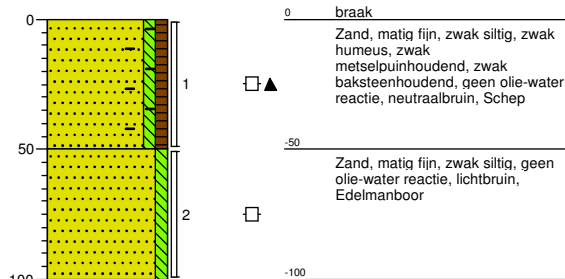 0
50
100
1
2
0
braak
Zand, matig fijn, zwak siltig, zwak
humeus, zwak
metselpuinhoudend, zwak
baksteenhoudend, geen olie-water
reactie, neutraalbruin, Schep
-50
Zand, matig fijn, zwak siltig, geen
olie-water reactie, lichtbruin,
Edelmanboor
-100